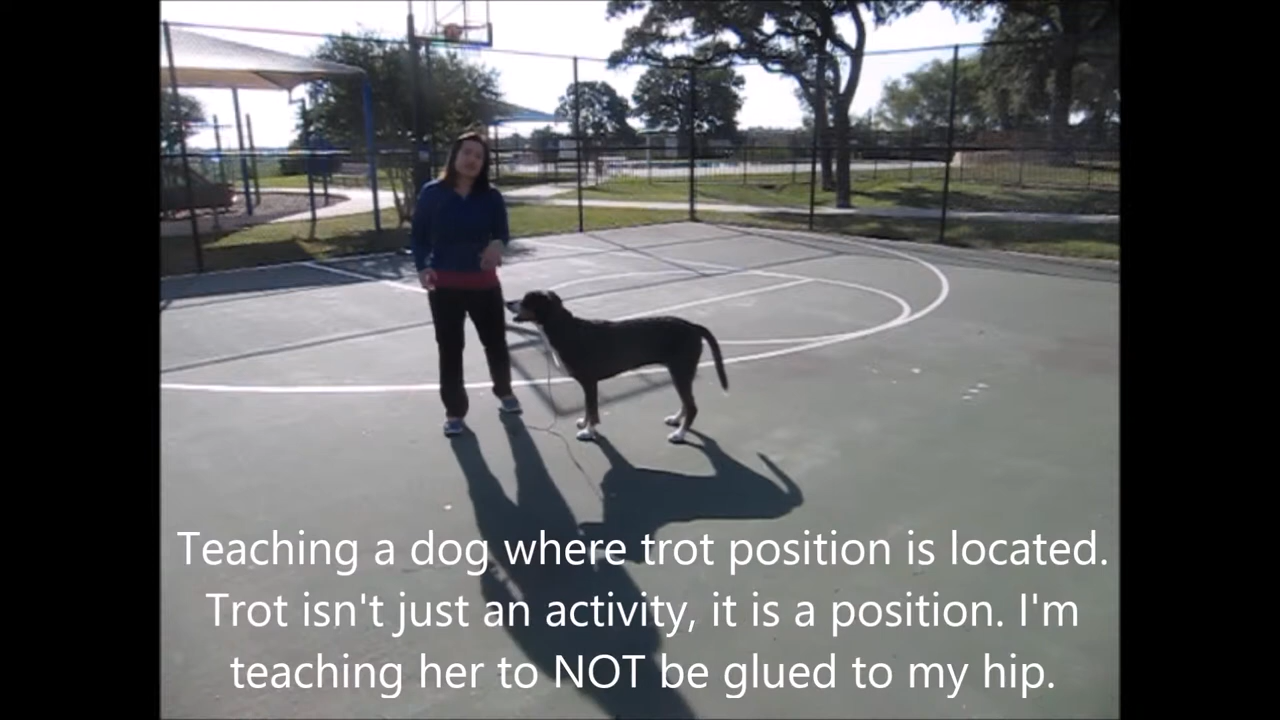 Teaching a dog where trot position is located.
Trot isn't just an activity, it is a position. I'm
teaching her to NOT be glued to my hip.